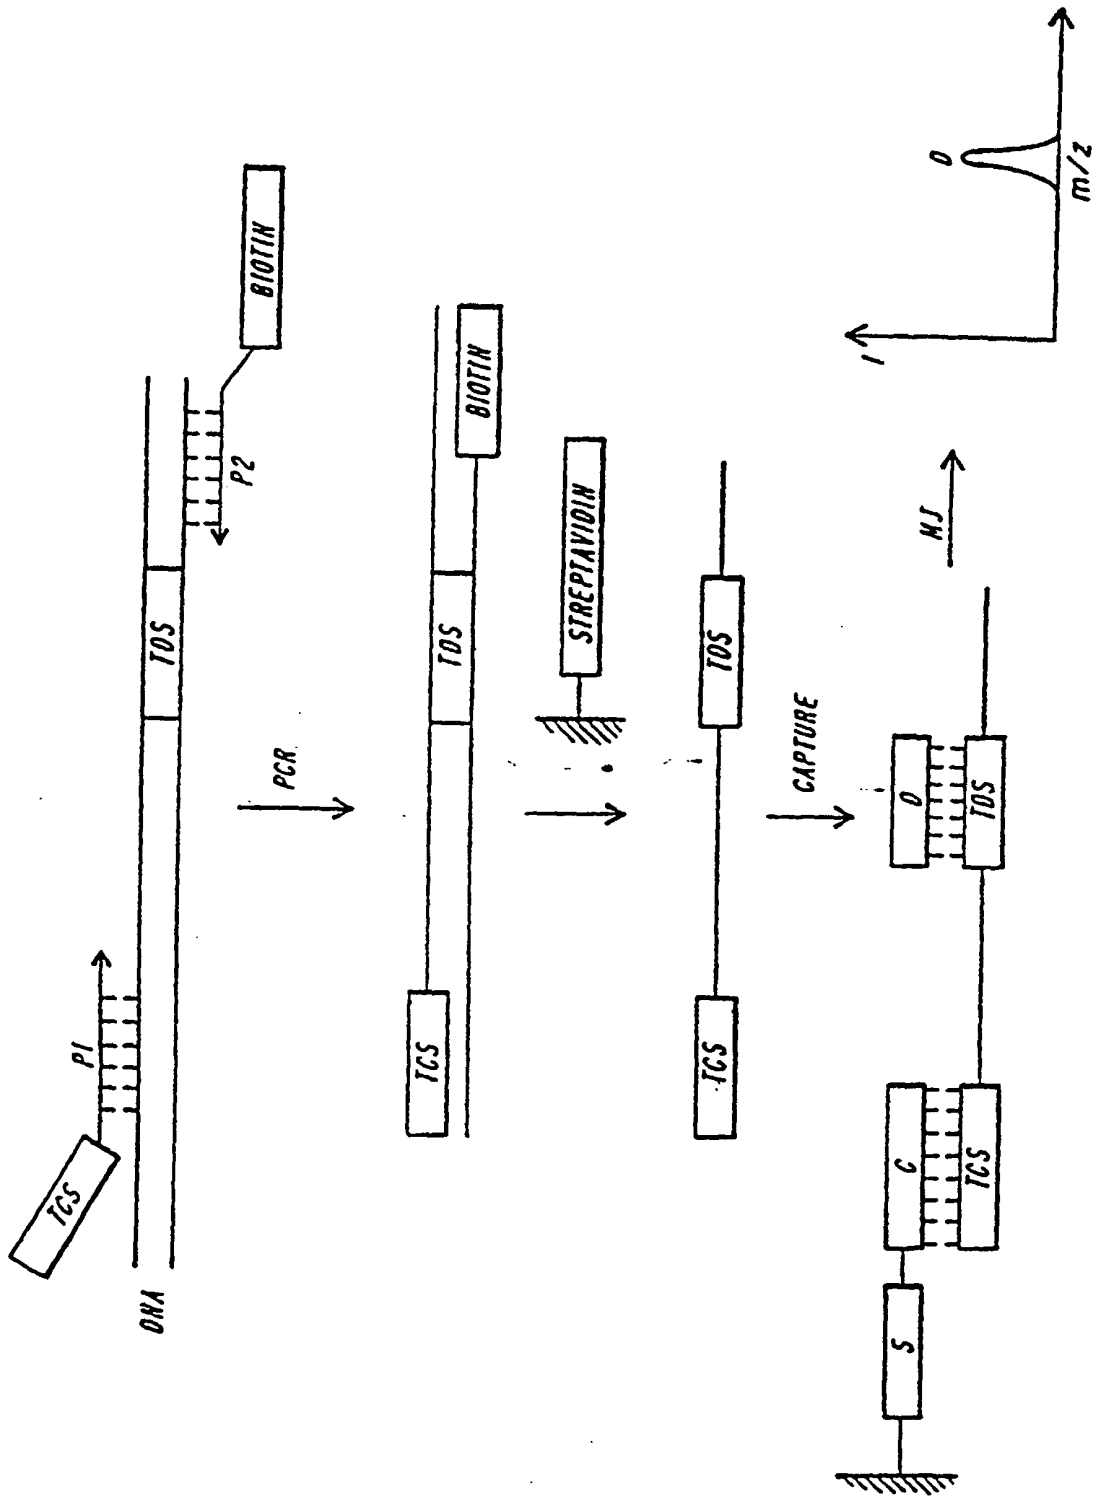 TCS
P1
DNA
TDS
P2
BIOTIN
PCR
TCS
TDS
BIOTIN
STREPTAVIDIN
TCS
TDS
CAPTURE
S
C
TCS
D
TDS
MS
I
D
m/z